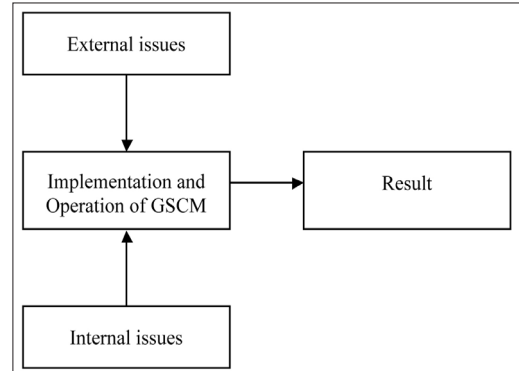 External issues
Implementation and
Operation of GSCM
Result
Internal issues